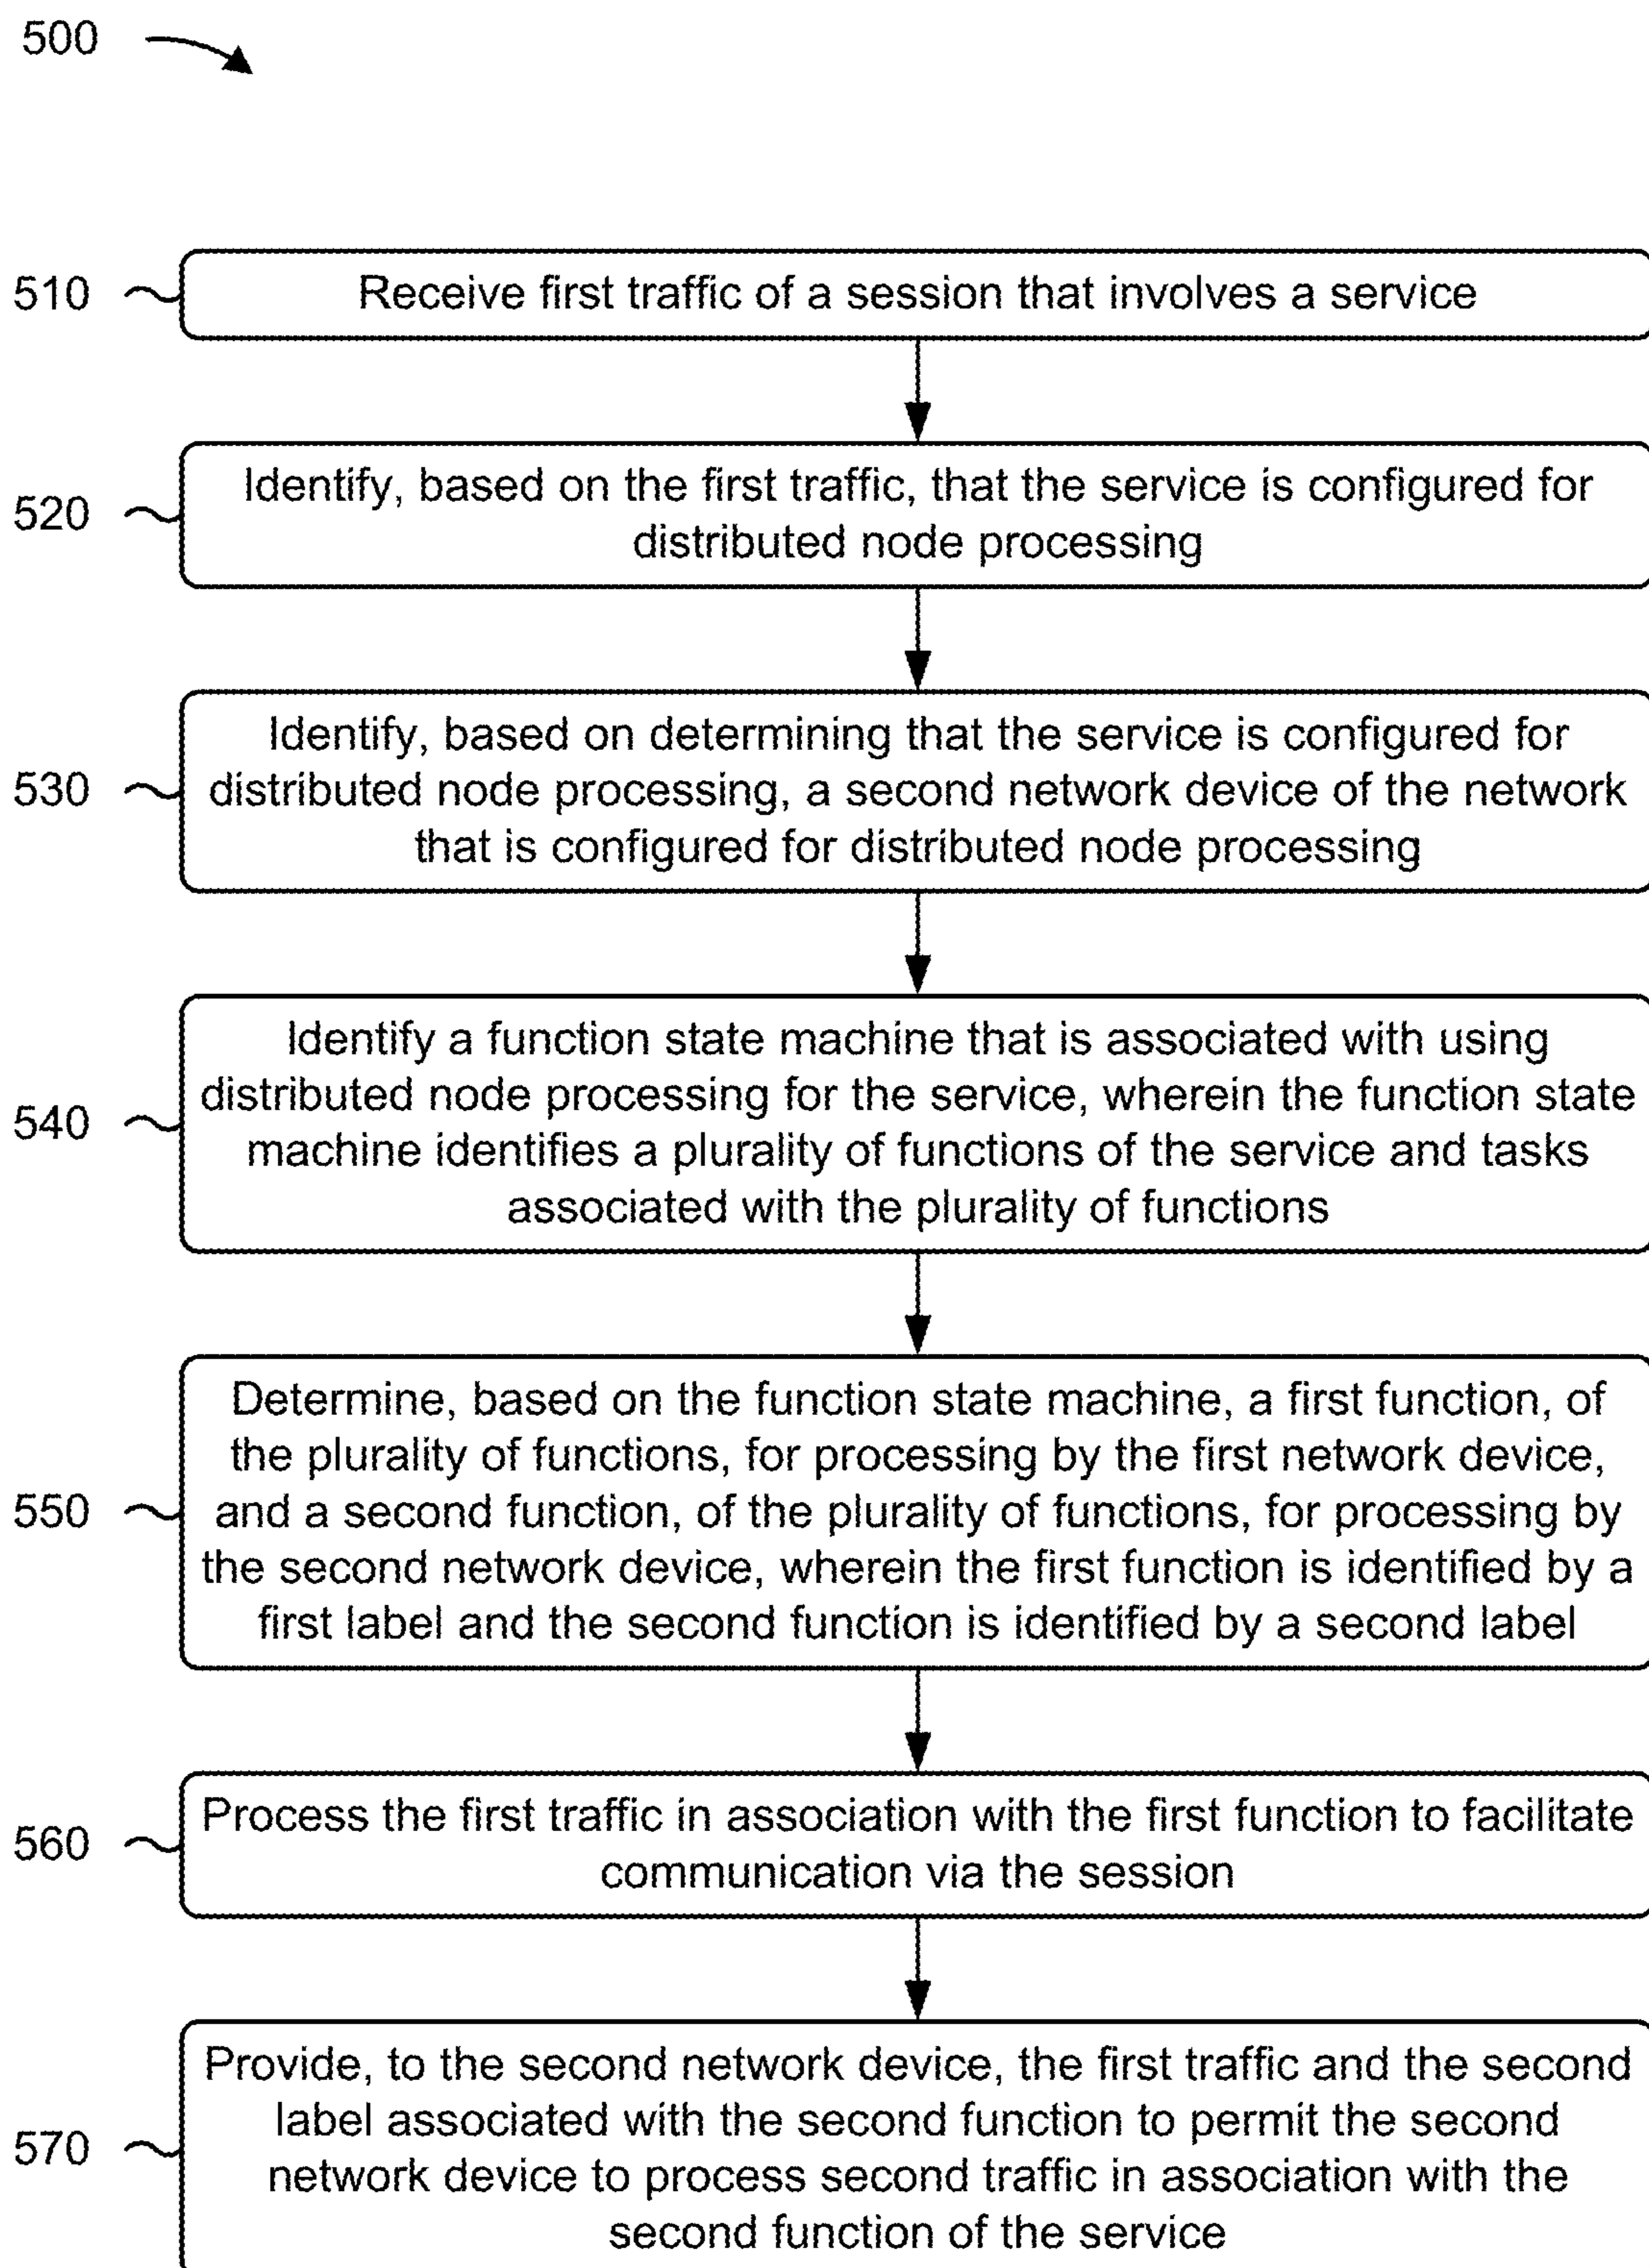 500
510
Receive first traffic of a session that involves a service
520
Identify, based on the first traffic, that the service is configured for
distributed node processing
530
Identify, based on determining that the service is configured for
distributed node processing, a second network device of the network
that is configured for distributed node processing
540
Identify a function state machine that is associated with using
distributed node processing for the service, wherein the function state
machine identifies a plurality of functions of the service and tasks
associated with the plurality of functions
550
Determine, based on the function state machine, a first function, of
the plurality of functions, for processing by the first network device,
and a second function, of the plurality of functions, for processing by
the second network device, wherein the first function is identified by a
first label and the second function is identified by a second label
560
Process the first traffic in association with the first function to facilitate
communication via the session
570
Provide, to the second network device, the first traffic and the second
label associated with the second function to permit the second
network device to process second traffic in association with the
second function of the service